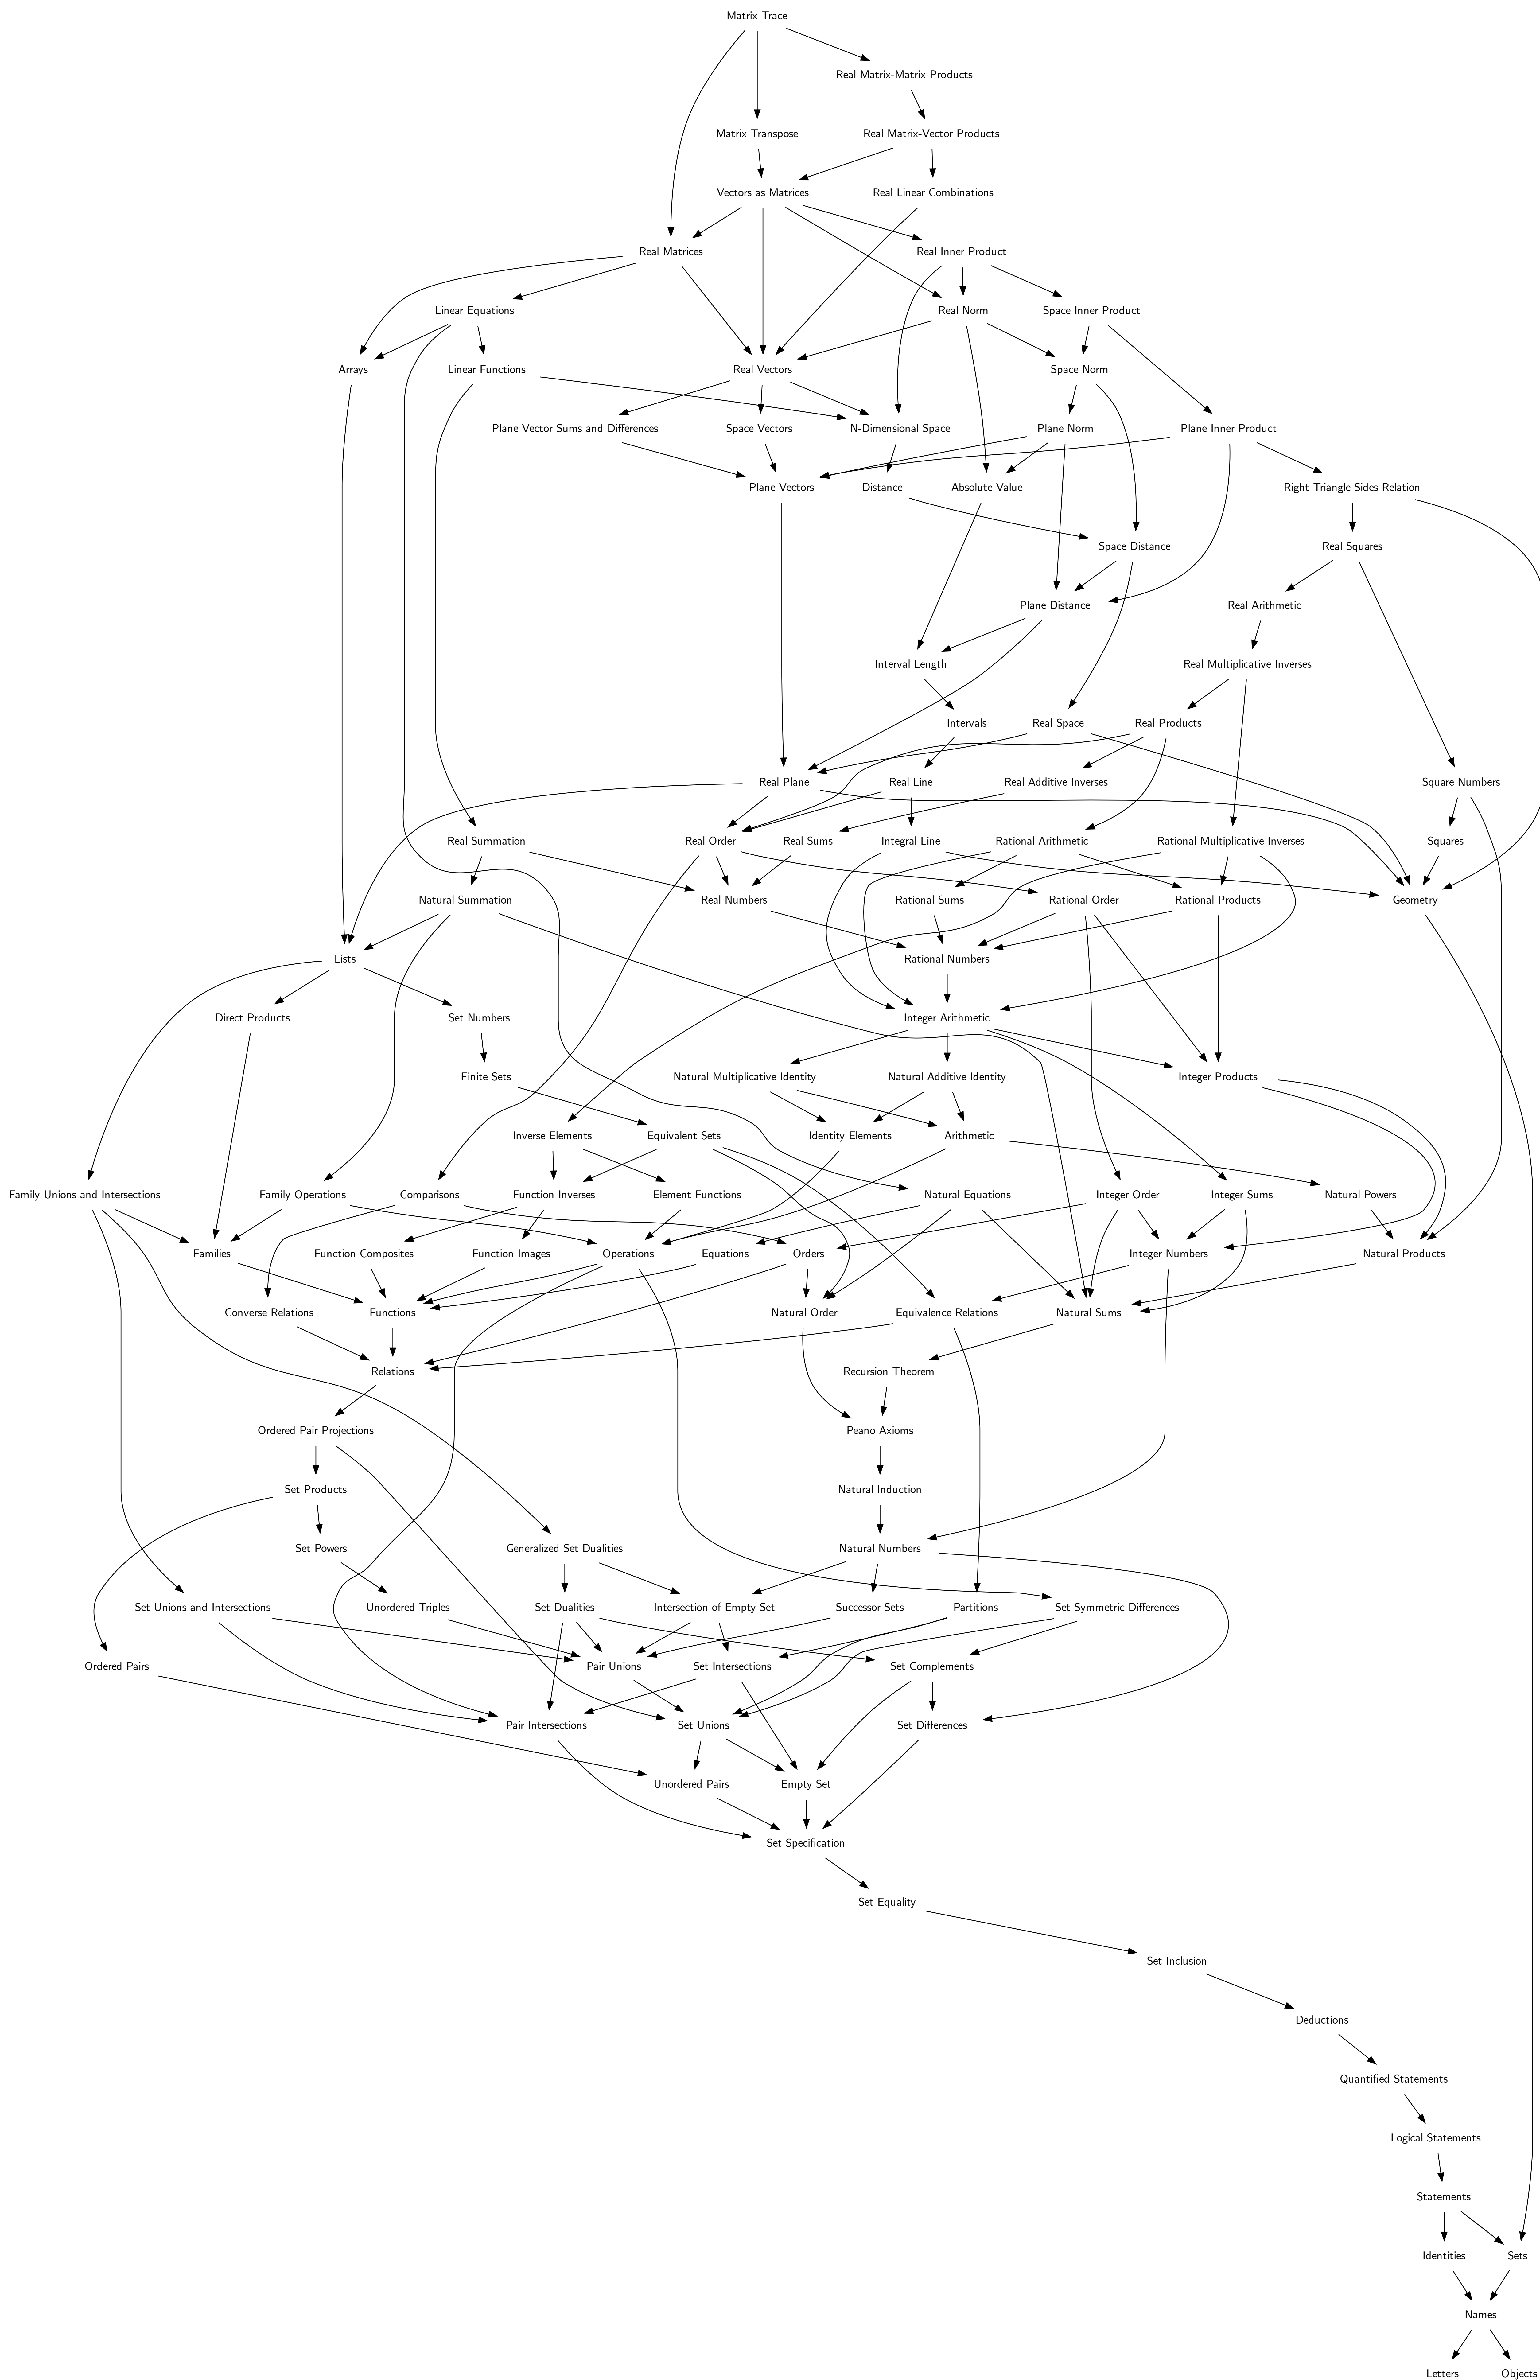 Matrix Trace
Real Matrix-Matrix Products
Matrix Transpose
Real Matrix-Vector Products
Vectors as Matrices
Real Linear Combinations
Real Matrices
Real Inner Product
Linear Equations
Real Norm
Space Inner Product
Arrays
Linear Functions
Real Vectors
Space Norm
Plane Vector Sums and Differences
Space Vectors
N-Dimensional Space
Plane Norm
Plane Inner Product
Plane Vectors
Distance
Absolute Value
Right Triangle Sides Relation
Space Distance
Real Squares
Plane Distance
Real Arithmetic
Interval Length
Real Multiplicative Inverses
Intervals
Real Space
Real Products
Real Plane
Real Line
Real Additive Inverses
Square Numbers
Real Summation
Real Order
Real Sums
Integral Line
Rational Arithmetic
Rational Multiplicative Inverses
Squares
Natural Summation
Real Numbers
Rational Sums
Rational Order
Rational Products
Geometry
Lists
Rational Numbers
Direct Products
Set Numbers
Integer Arithmetic
Finite Sets
Natural Multiplicative Identity
Natural Additive Identity
Integer Products
Inverse Elements
Equivalent Sets
Identity Elements
Arithmetic
Family Unions and Intersections
Family Operations
Comparisons
Function Inverses
Element Functions
Natural Equations
Integer Order
Integer Sums
Natural Powers
Families
Function Composites
Function Images
Operations
Equations
Orders
Integer Numbers
Natural Products
Converse Relations
Functions
Natural Order
Equivalence Relations
Natural Sums
Relations
Recursion Theorem
Ordered Pair Projections
Peano Axioms
Set Products
Natural Induction
Set Powers
Generalized Set Dualities
Natural Numbers
Set Unions and Intersections
Unordered Triples
Set Dualities
Intersection of Empty Set
Successor Sets
Partitions
Set Symmetric Differences
Ordered Pairs
Pair Unions
Set Intersections
Set Complements
Pair Intersections
Set Unions
Set Differences
Unordered Pairs
Empty Set
Set Specification
Set Equality
Set Inclusion
Deductions
Quantified Statements
Logical Statements
Statements
Identities
Sets
Names
Letters
Objects